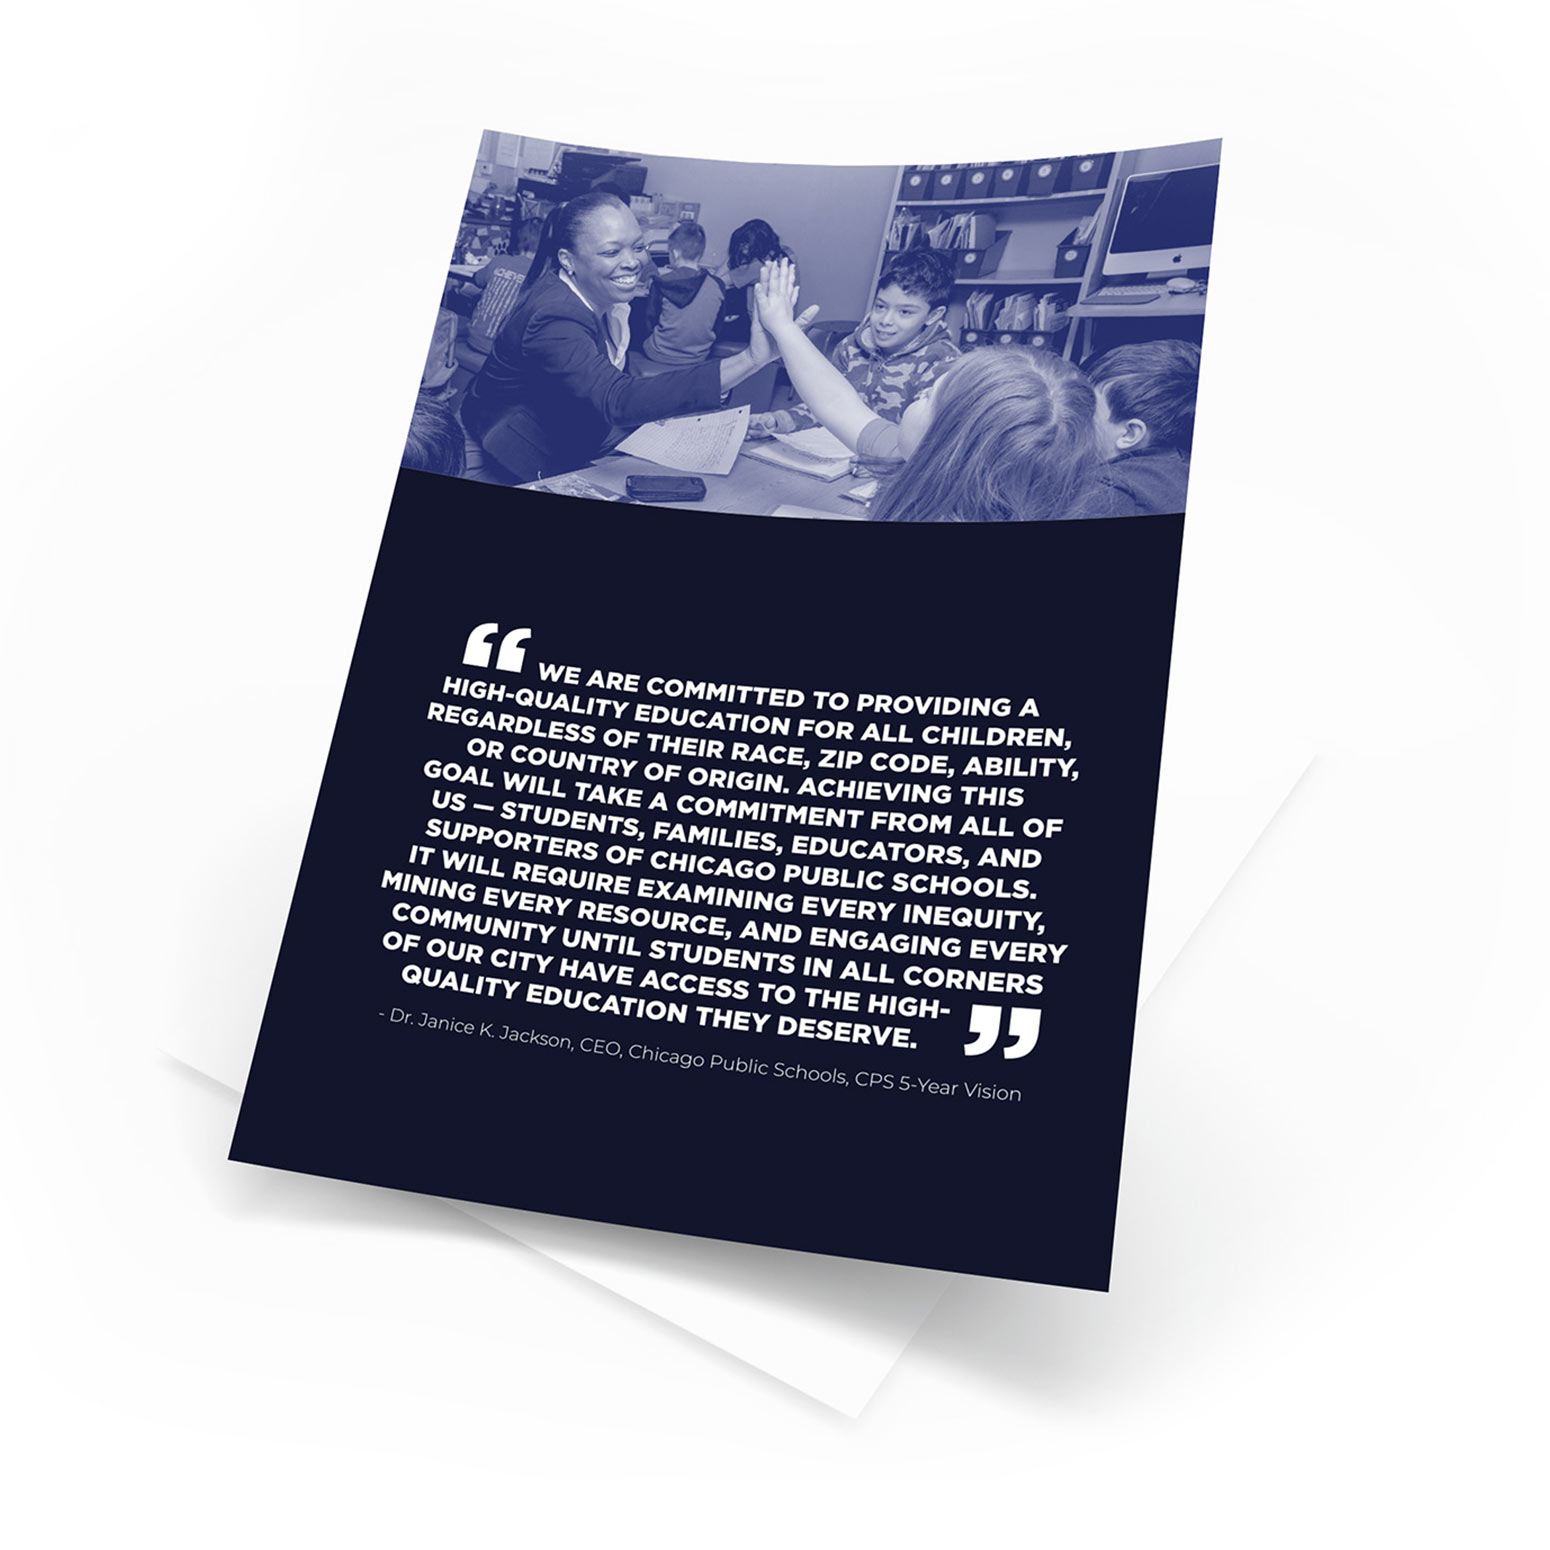 ACHIEVE
“ WE ARE COMMITTED TO PROVIDING A
HIGH-QUALITY EDUCATION FOR ALL CHILDREN,
REGARDLESS OF THEIR RACE, ZIP CODE, ABILITY,
OR COUNTRY OF ORIGIN. ACHIEVING THIS
GOAL WILL TAKE A COMMITMENT FROM ALL OF
US — STUDENTS, FAMILIES, EDUCATORS, AND
SUPPORTERS OF CHICAGO PUBLIC SCHOOLS.
IT WILL REQUIRE EXAMINING EVERY INEQUITY,
MINING EVERY RESOURCE, AND ENGAGING EVERY
COMMUNITY UNTIL STUDENTS IN ALL CORNERS
OF OUR CITY HAVE ACCESS TO THE HIGH-
QUALITY EDUCATION THEY DESERVE. ”
- Dr. Janice K. Jackson, CEO, Chicago Public Schools, CPS 5-Year Vision